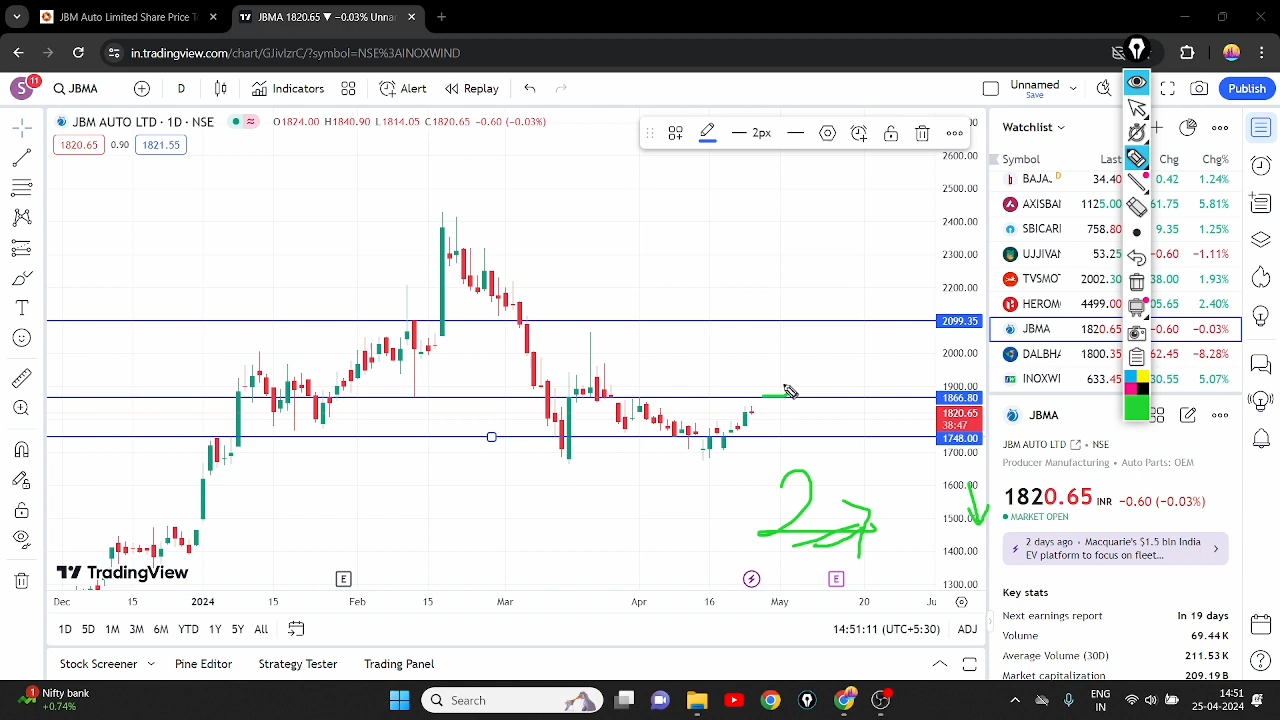 JBM Auto Limited Share Price T
JBMA 1820.65 ▼ −0.03% Unnar
in.tradingview.com/chart/GJivlzrC/?symbol=NSE%3AINOXWIND
S 11 JBMA D Indicators Alert Replay Unnamed Save Publish
JBM AUTO LTD · 1D · NSE O1824.00 H1840.90 L1814.05 C1820.65 −0.60 (−0.03%)
1820.65 0.90 1821.55
2px
2600.00
2500.00
2400.00
2300.00
2200.00
2099.35
2000.00
1900.00
1866.80
1820.65
38:47
1748.00
1700.00
1600.00
1500.00
1400.00
1300.00
2
TradingView
E E
Dec 15 2024 15 Feb 15 Mar Apr 16 May 20 Ju
1D 5D 1M 3M 6M YTD 1Y 5Y All 14:51:11 (UTC+5:30) ADJ
Stock Screener Pine Editor Strategy Tester Trading Panel
Watchlist
Symbol Last Chg Chg%
BAJA D 34.40 0.42 1.24%
AXISBAI 1125.00 61.75 5.81%
SBICARI 758.80 9.35 1.25%
UJJIVAN 53.25 −0.60 −1.11%
TVSMO 2002.30 38.00 1.93%
HEROM 4499.00 05.65 2.40%
JBMA 1820.65 −0.60 −0.03%
DALBHA 1800.35 62.45 −8.28%
INOXWI 633.45 30.55 5.07%
JBMA
JBM AUTO LTD • NSE
Producer Manufacturing • Auto Parts: OEM
1820.65 INR −0.60 (−0.03%)
MARKET OPEN
2 days ago • Macquarie's $1.5 bln India
EV platform to focus on fleet…
Key stats
Next earnings report In 19 days
Volume 69.44 K
Average Volume (30D) 211.53 K
Market capitalization 209.19 B
1 Nifty bank
+0.74%
Search
ENG
IN
14:51
25-04-2024